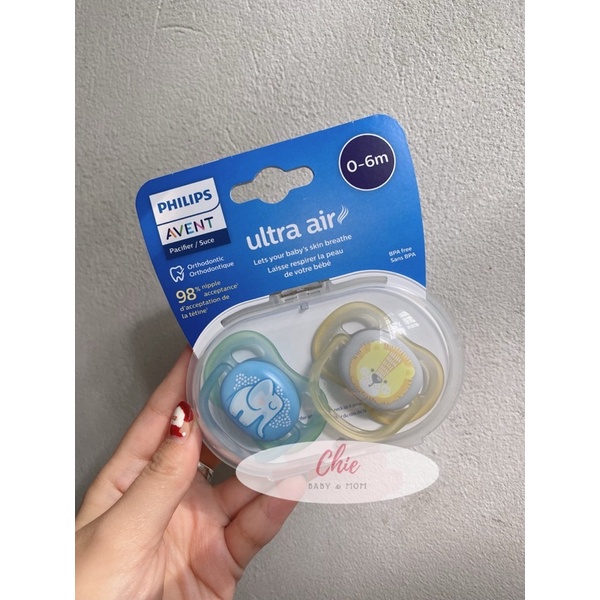 0-6m
PHILIPS
AVENT
Pacifier / Suce
ultra air
Lets your baby's skin breathe
Laisse respirer la peau
de votre bébé
BPA free
Sans BPA
Orthodontic
Orthodontique
98% nipple acceptance
d'acceptation de
la tétine
Chie
BABY & MOM